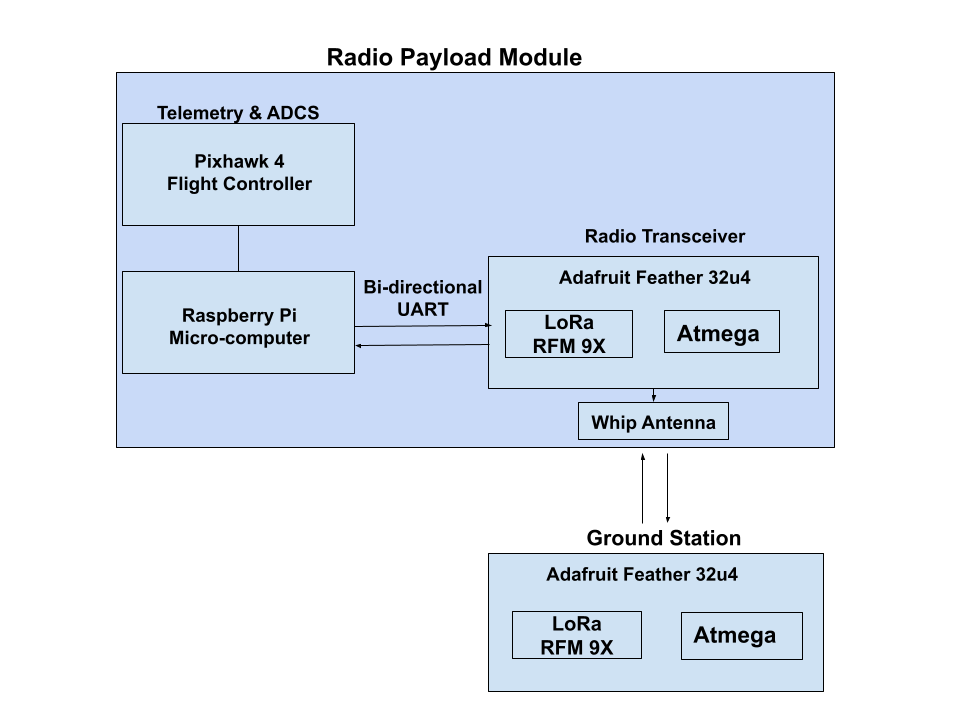 Radio Payload Module
Telemetry & ADCS
Pixhawk 4
Flight Controller
Radio Transceiver
Adafruit Feather 32u4
Bi-directional
UART
Raspberry Pi
Micro-computer
LoRa
RFM 9X
Atmega
Whip Antenna
Ground Station
Adafruit Feather 32u4
LoRa
RFM 9X
Atmega